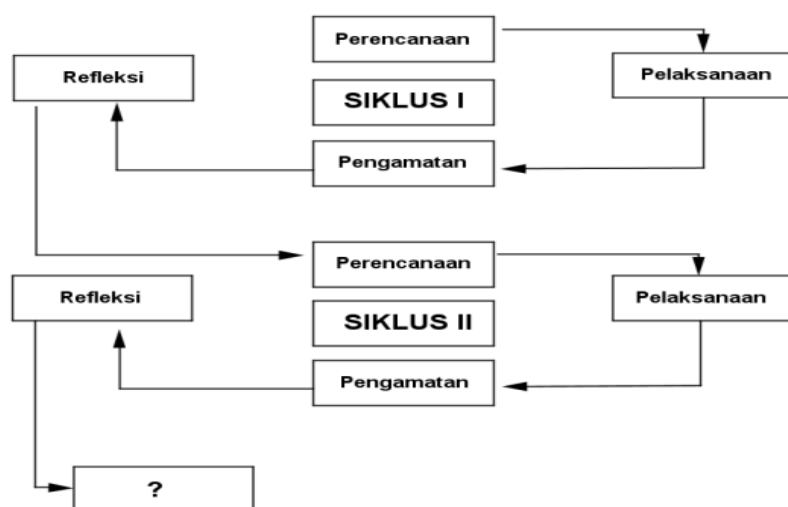 Perencanaan
Refleksi
Pelaksanaan
SIKLUS I
Pengamatan
Perencanaan
Refleksi
Pelaksanaan
SIKLUS II
Pengamatan
?